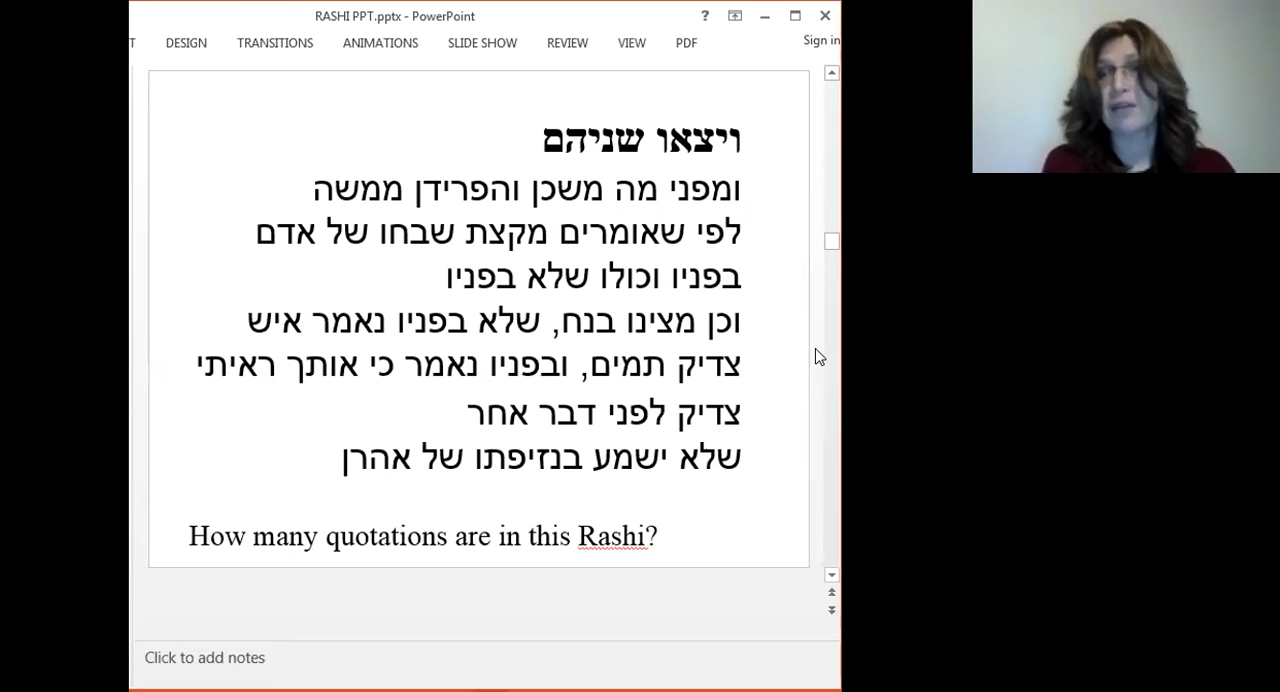 RASHI PPT.pptx - PowerPoint
?
T DESIGN TRANSITIONS ANIMATIONS SLIDE SHOW REVIEW VIEW PDF Sign in
ויצאו שניהם
ומפני מה משכן והפרידן ממשה
לפי שאומרים מקצת שבחו של אדם
בפניו וכולו שלא בפניו
וכן מצינו בנח, שלא בפניו נאמר איש
צדיק תמים, ובפניו נאמר כי אותך ראיתי
צדיק לפני דבר אחר
שלא ישמע בנזיפתו של אהרן
How many quotations are in this Rashi?
Click to add notes